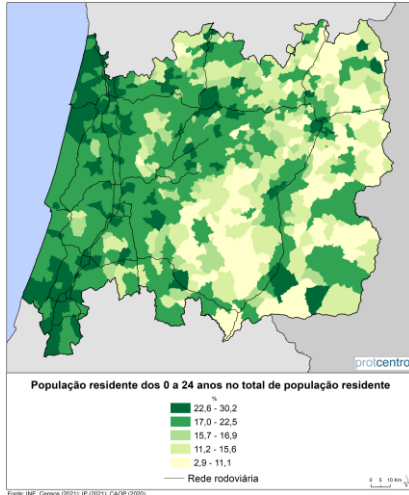 protcentro
População residente dos 0 a 24 anos no total de população residente
%
22,6 - 30,2
17,0 - 22,5
15,7 - 16,9
11,2 - 15,6
2,9 - 11,1
Rede rodoviária
0 5 10 Km
Fonte: INE, Censos (2021); IP (2021); CAOP (2020)